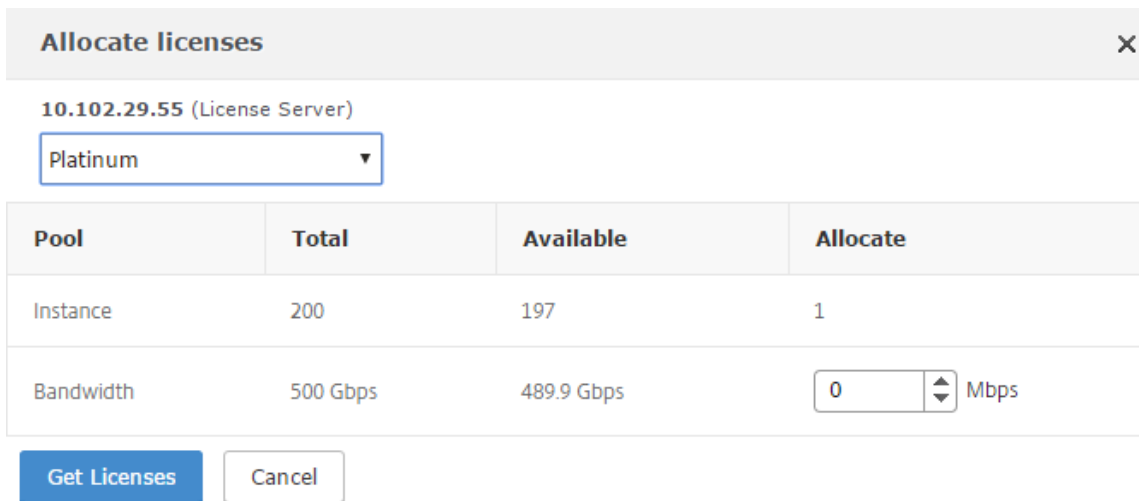 Allocate licenses
10.102.29.55 (License Server)
Platinum
Pool Total Available Allocate
Instance 200 197 1
Bandwidth 500 Gbps 489.9 Gbps 0 Mbps
Get Licenses Cancel